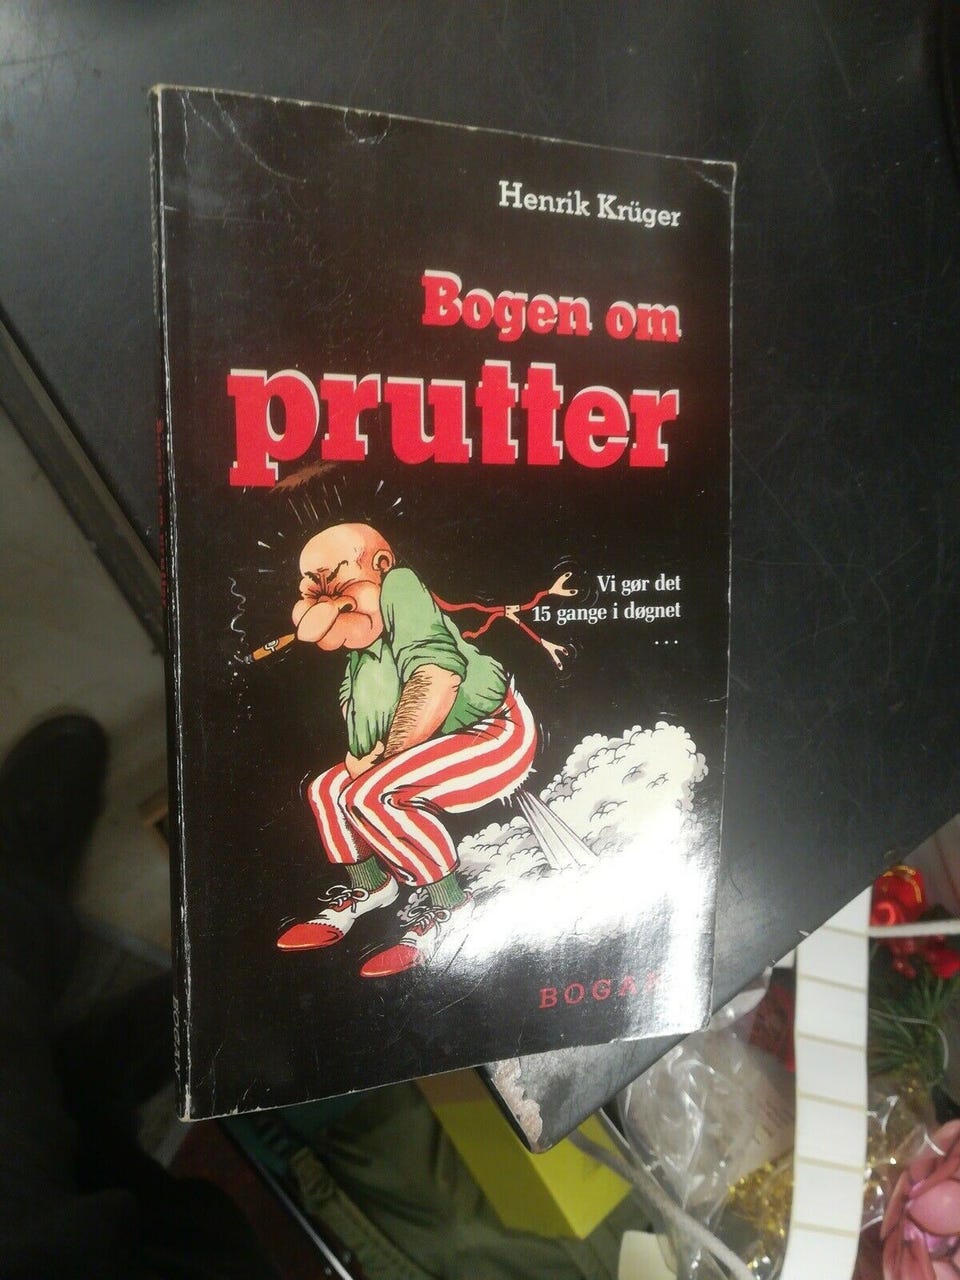 Henrik Krüger
Bogen om
prutter
Vi gør det
15 gange i døgnet
...